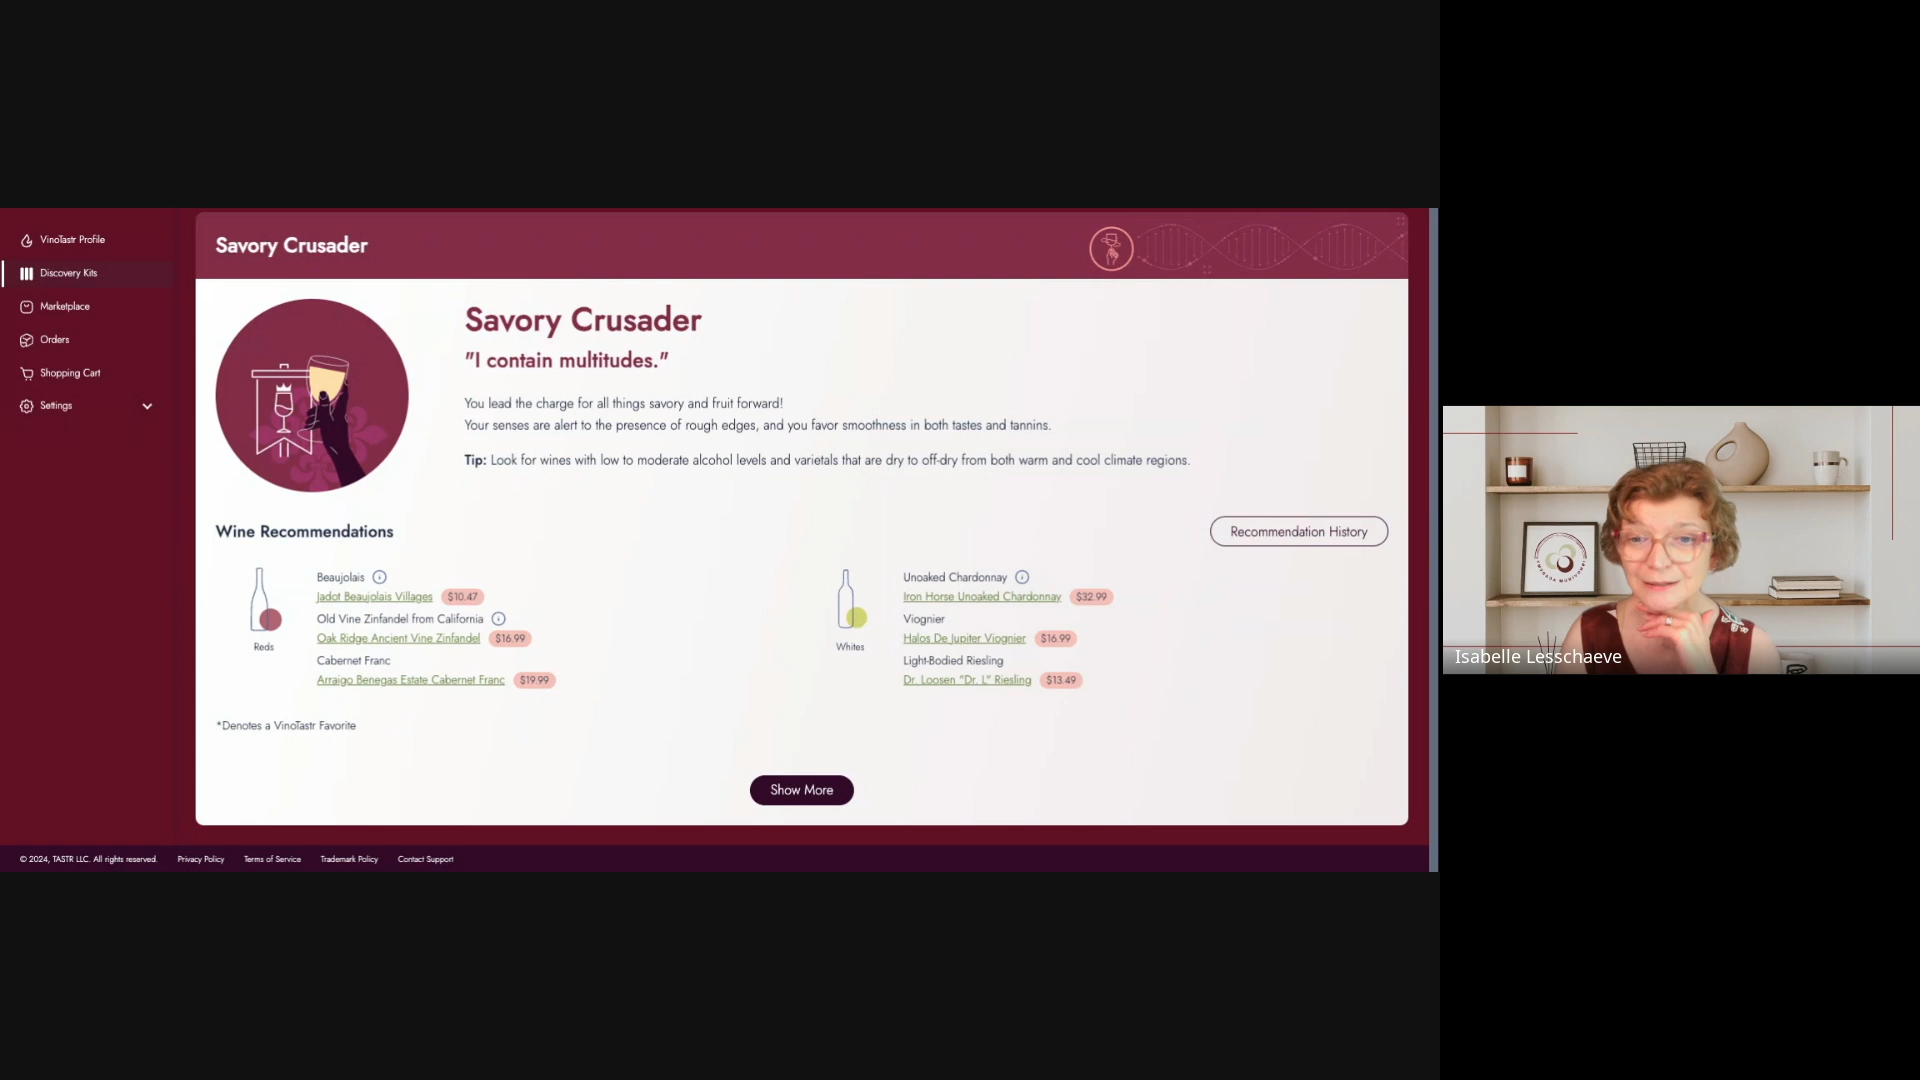 VinoTastr Profile
Discovery Kits
Marketplace
Orders
Shopping Cart
Settings
Savory Crusader
Savory Crusader
"I contain multitudes."
You lead the charge for all things savory and fruit forward!
Your senses are alert to the presence of rough edges, and you favor smoothness in both tastes and tannins.
Tip: Look for wines with low to moderate alcohol levels and varietals that are dry to off-dry from both warm and cool climate regions.
Wine Recommendations
Recommendation History
Reds
Beaujolais
Jadot Beaujolais Villages $10.47
Old Vine Zinfandel from California
Oak Ridge Ancient Vine Zinfandel $16.99
Cabernet Franc
Arraigo Benegas Estate Cabernet Franc $19.99
Whites
Unoaked Chardonnay
Iron Horse Unoaked Chardonnay $32.99
Viognier
Halos De Jupiter Viognier $16.99
Light-Bodied Riesling
Dr. Loosen "Dr. L" Riesling $13.49
*Denotes a VinoTastr Favorite
Show More
© 2024, TASTR LLC. All rights reserved. Privacy Policy Terms of Service Trademark Policy Contact Support
Isabelle Lesschaeve